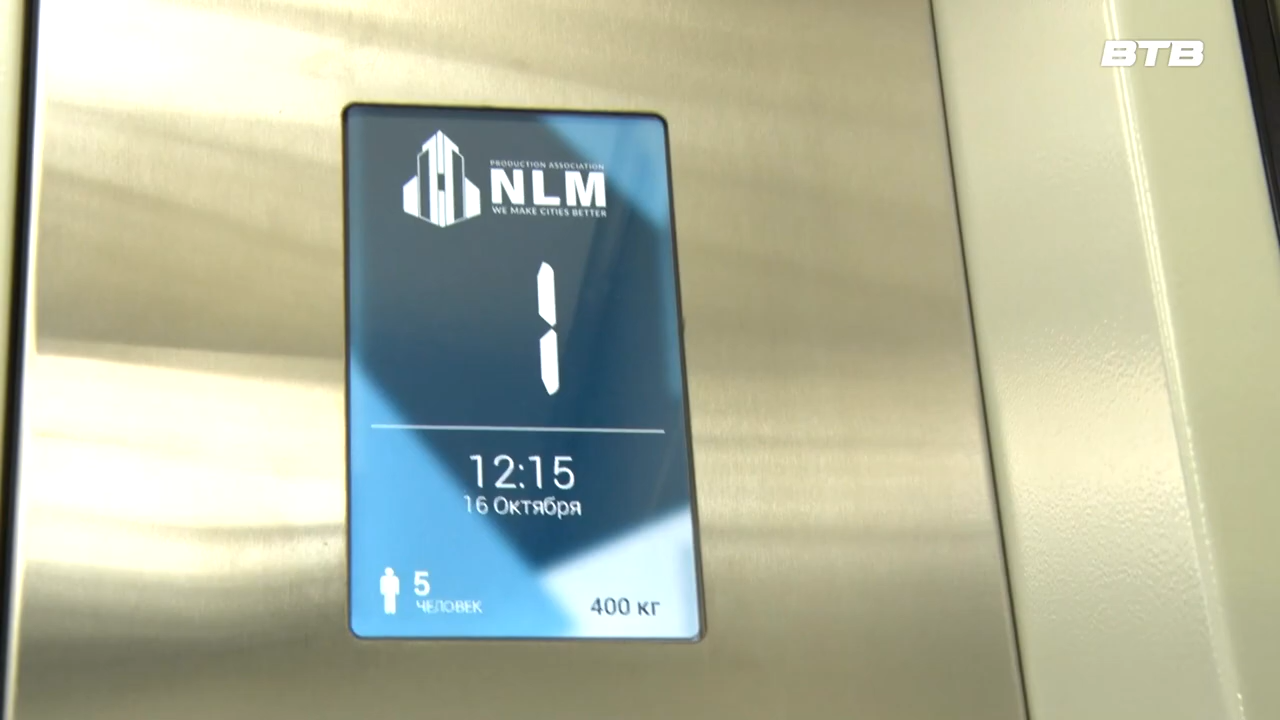 ВТВ
PRODUCTION ASSOCIATION
NLM
WE MAKE CITIES BETTER
1
12:15
16 Октября
5
ЧЕЛОВЕК
400 кг